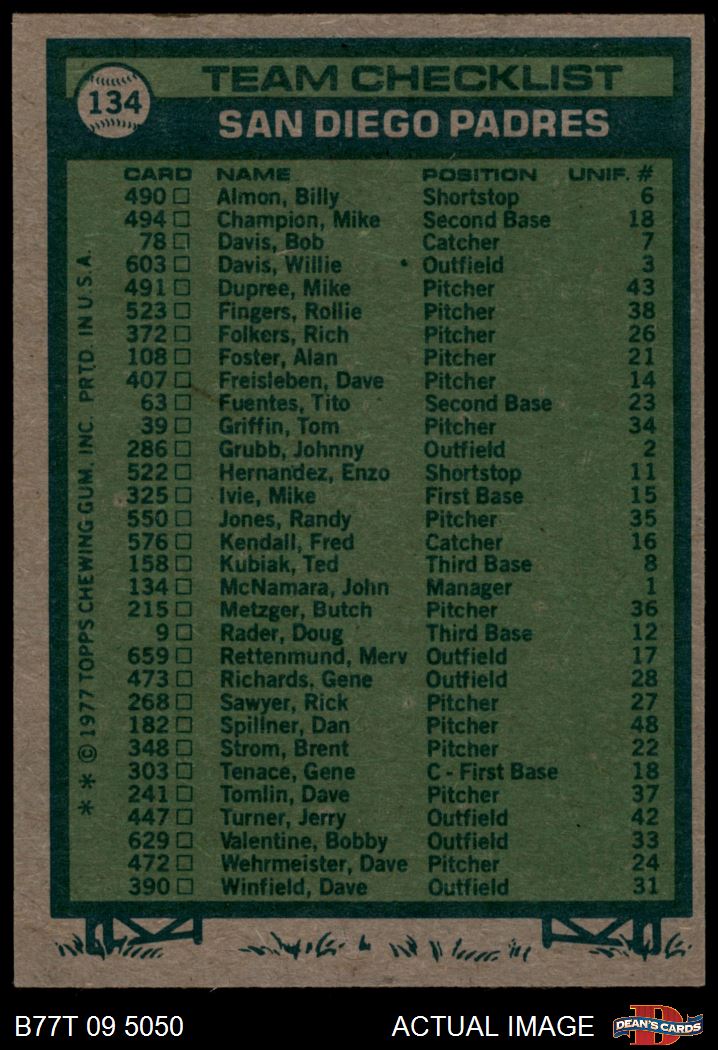 134
TEAM CHECKLIST
SAN DIEGO PADRES
CARD NAME POSITION UNIF. #
490 Almon, Billy Shortstop 6
494 Champion, Mike Second Base 18
78 Davis, Bob Catcher 7
603 Davis, Willie Outfield 3
491 Dupree, Mike Pitcher 43
523 Fingers, Rollie Pitcher 38
372 Folkers, Rich Pitcher 26
108 Foster, Alan Pitcher 21
407 Freisleben, Dave Pitcher 14
63 Fuentes, Tito Second Base 23
39 Griffin, Tom Pitcher 34
286 Grubb, Johnny Outfield 2
522 Hernandez, Enzo Shortstop 11
325 Ivie, Mike First Base 15
550 Jones, Randy Pitcher 35
576 Kendall, Fred Catcher 16
158 Kubiak, Ted Third Base 8
134 McNamara, John Manager 1
215 Metzger, Butch Pitcher 36
9 Rader, Doug Third Base 12
659 Rettenmund, Merv Outfield 17
473 Richards, Gene Outfield 28
268 Sawyer, Rick Pitcher 27
182 Spillner, Dan Pitcher 48
348 Strom, Brent Pitcher 22
303 Tenace, Gene C - First Base 18
241 Tomlin, Dave Pitcher 37
447 Turner, Jerry Outfield 42
629 Valentine, Bobby Outfield 33
472 Wehrmeister, Dave Pitcher 24
390 Winfield, Dave Outfield 31
* * © 1977 TOPPS CHEWING GUM, INC. PRTD. IN U.S.A.
B77T 09 5050 ACTUAL IMAGE
D
DEAN'S CARDS